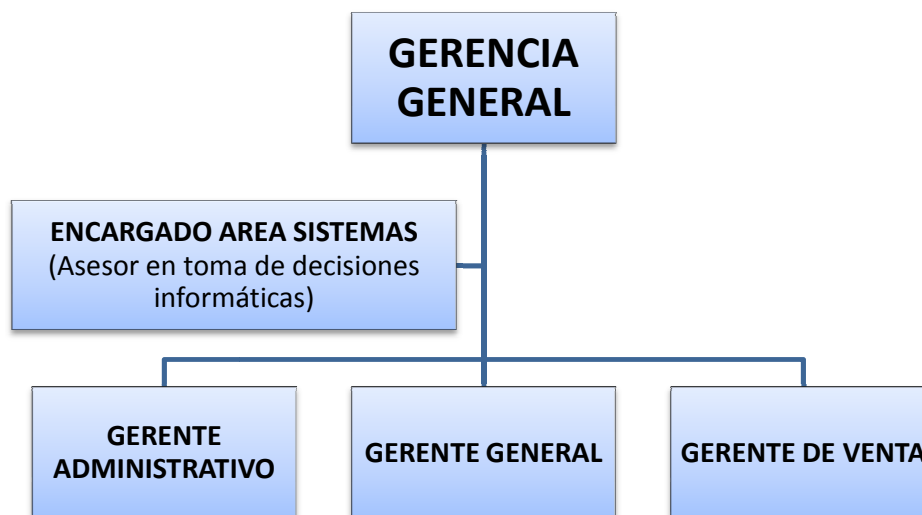 GERENCIA
GENERAL
ENCARGADO AREA SISTEMAS
(Asesor en toma de decisiones
informáticas)
GERENTE
ADMINISTRATIVO
GERENTE GENERAL
GERENTE DE VENTA